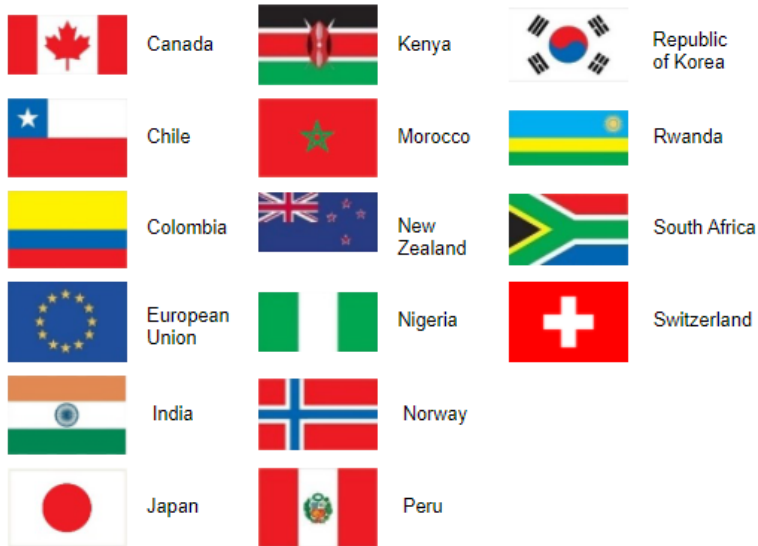 Canada
Chile
Colombia
European
Union
India
Japan
Kenya
Morocco
New
Zealand
Nigeria
Norway
Peru
Republic
of Korea
Rwanda
South Africa
Switzerland